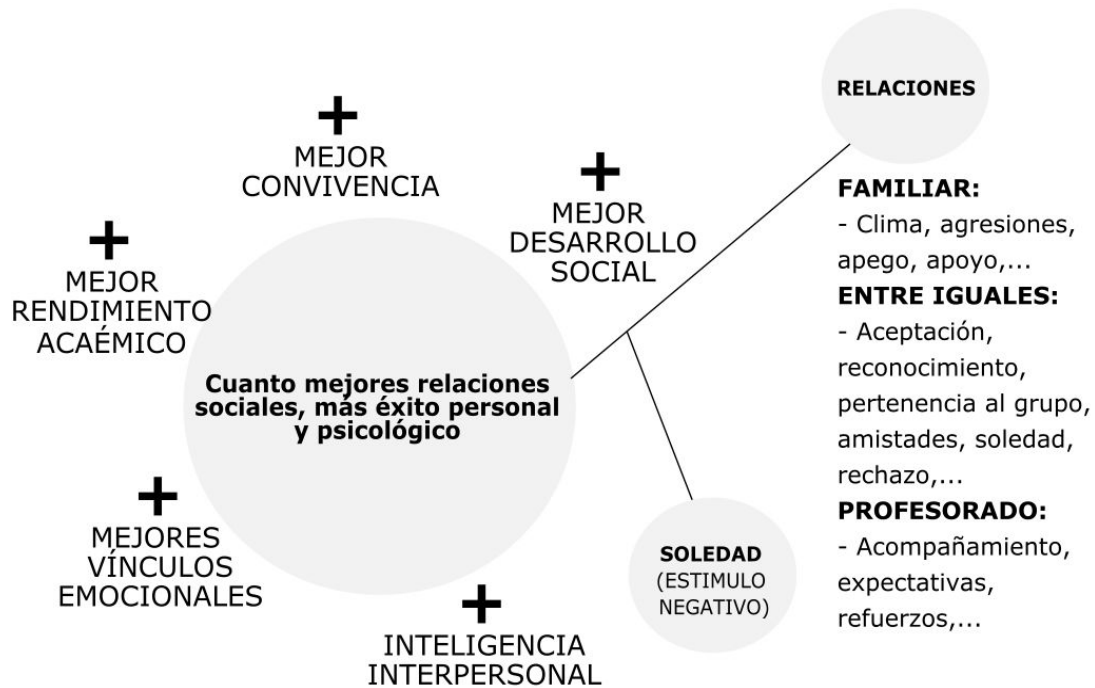 +
MEJOR
CONVIVENCIA
+
MEJOR
DESARROLLO
SOCIAL
+
MEJOR
RENDIMIENTO
ACAÉMICO
Cuanto mejores relaciones
sociales, más éxito personal
y psicológico
+
MEJORES
VÍNCULOS
EMOCIONALES
+
INTELIGENCIA
INTERPERSONAL
SOLEDAD
(ESTIMULO
NEGATIVO)
RELACIONES
FAMILIAR:
- Clima, agresiones,
apego, apoyo,...
ENTRE IGUALES:
- Aceptación,
reconocimiento,
pertenencia al grupo,
amistades, soledad,
rechazo,...
PROFESORADO:
- Acompañamiento,
expectativas,
refuerzos,...